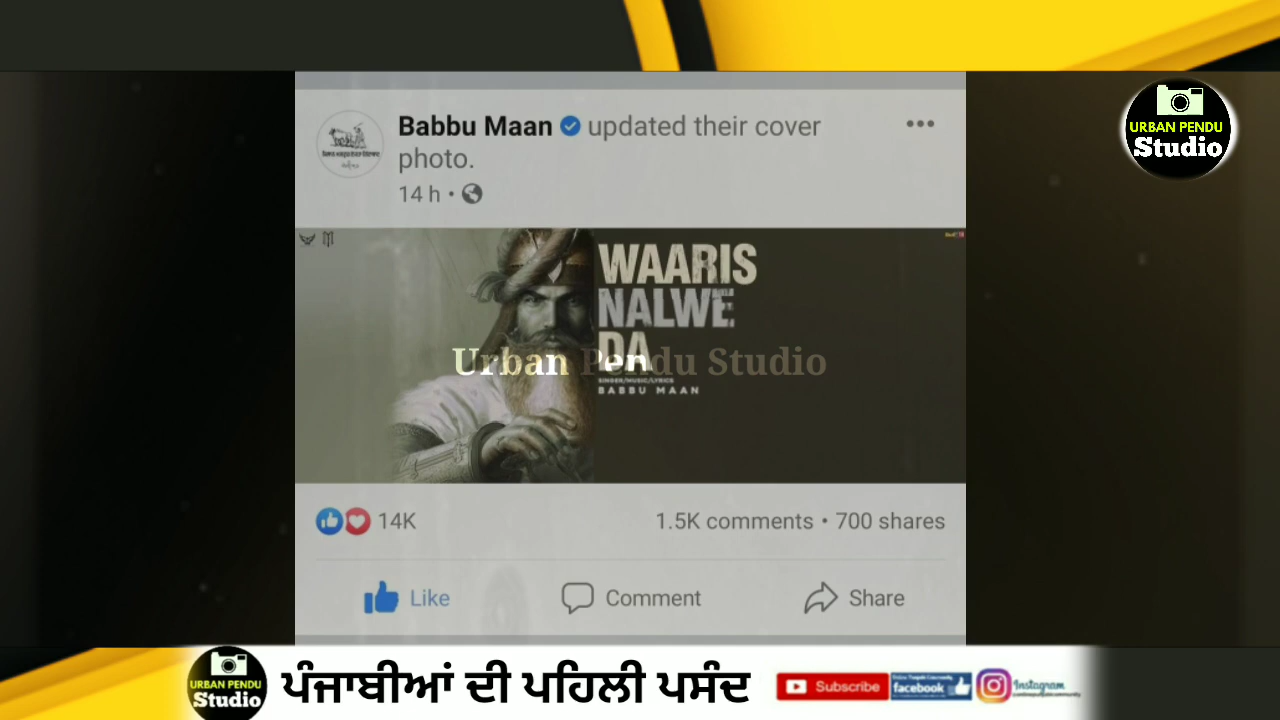 Babbu Maan updated their cover
photo.
14 h
URBAN PENDU
Studio
WAARIS
NALWE
DA
SINGER/MUSIC/LYRICS
BABBU MAAN
Urban Pendu Studio
14K
1.5K comments • 700 shares
Like
Comment
Share
URBAN PENDU
Studio
ਪੰਜਾਬੀਆਂ ਦੀ ਪਹਿਲੀ ਪਸੰਦ
Subscribe
facebook
Instagram